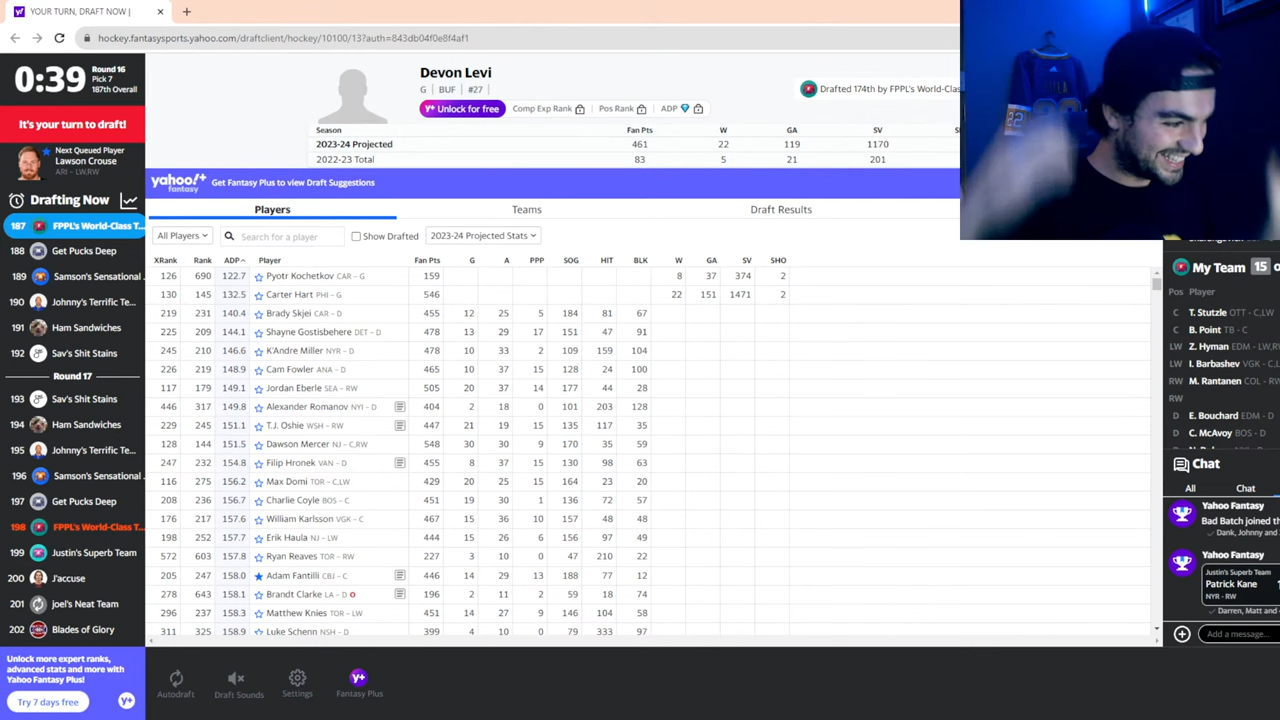 YOUR TURN, DRAFT NOW |
hockey.fantasysports.yahoo.com/draftclient/hockey/10100/13?auth=843db04f0e8f4af1
0:39
Round 16
Pick 7
187th Overall
It's your turn to draft!
Next Queued Player
Lawson Crouse
ARI - LW,RW
Drafting Now
187 FPPL's World-Class T...
188 Get Pucks Deep
189 Samson's Sensational ...
190 Johnny's Terrific Te...
191 Ham Sandwiches
192 Sav's Shit Stains
Round 17
193 Sav's Shit Stains
194 Ham Sandwiches
195 Johnny's Terrific Te...
196 Samson's Sensational ...
197 Get Pucks Deep
198 FPPL's World-Class T...
199 Justin's Superb Team
200 J'accuse
201 Joel's Neat Team
202 Blades of Glory
Unlock more expert ranks, advanced stats and more with Yahoo Fantasy Plus!
Try 7 days free
Y+
Devon Levi
G | BUF | #27
Y+ Unlock for free Comp Exp Rank Pos Rank ADP
Drafted 174th by FPPL's World-Clas
Season Fan Pts W GA SV
2023-24 Projected 461 22 119 1170
2022-23 Total 83 5 21 201
yahoo!+ fantasy Get Fantasy Plus to view Draft Suggestions
Players Teams Draft Results
All Players Search for a player Show Drafted 2023-24 Projected Stats
XRank Rank ADP Player Fan Pts G A PPP SOG HIT BLK W GA SV SHO
126 690 122.7 Pyotr Kochetkov CAR - G 159 8 37 374 2
130 145 132.5 Carter Hart PHI - G 546 22 151 1471 2
219 231 140.4 Brady Skjei CAR - D 455 12 25 5 184 81 67
225 209 144.1 Shayne Gostisbehere DET - D 478 13 29 17 151 47 91
245 210 146.6 K'Andre Miller NYR - D 478 10 33 2 109 159 104
226 219 148.9 Cam Fowler ANA - D 465 10 37 15 128 24 100
117 179 149.1 Jordan Eberle SEA - RW 505 20 37 14 177 44 28
446 317 149.8 Alexander Romanov NYI - D 404 2 18 0 101 203 128
229 245 151.1 T.J. Oshie WSH - RW 447 21 19 15 135 117 35
128 144 151.5 Dawson Mercer NJ - C,RW 548 30 30 9 170 35 59
247 232 154.8 Filip Hronek VAN - D 455 8 37 15 130 98 63
116 275 156.2 Max Domi TOR - C,LW 429 20 25 15 164 23 20
208 236 156.7 Charlie Coyle BOS - C 451 19 30 1 136 72 57
176 217 157.6 William Karlsson VGK - C 467 15 36 10 157 48 48
198 252 157.7 Erik Haula NJ - LW 444 15 26 6 156 97 49
572 603 157.8 Ryan Reaves TOR - RW 227 3 10 0 47 210 22
205 247 158.0 Adam Fantilli CBJ - C 446 14 29 13 188 77 12
278 643 158.1 Brandt Clarke LA - D O 196 2 11 2 59 18 74
296 237 158.3 Matthew Knies TOR - LW 451 14 27 9 146 104 58
311 325 158.9 Luke Schenn NSH - D 399 4 10 0 79 333 97
Autodraft
Draft Sounds
Settings
Fantasy Plus
My Team 15
Pos Player
C T. Stutzle OTT - C,LW
C B. Point TB - C
LW Z. Hyman EDM - LW,R
LW I. Barbashev VGK - C,
RW M. Rantanen COL - R
RW
D E. Bouchard EDM - D
D C. McAvoy BOS - D
Chat
All Chat
Yahoo Fantasy
Bad Batch joined th
Dank, Johnny and
Yahoo Fantasy
Justin's Superb Team
Patrick Kane
NYR - RW
Darren, Matt and
Add a message...